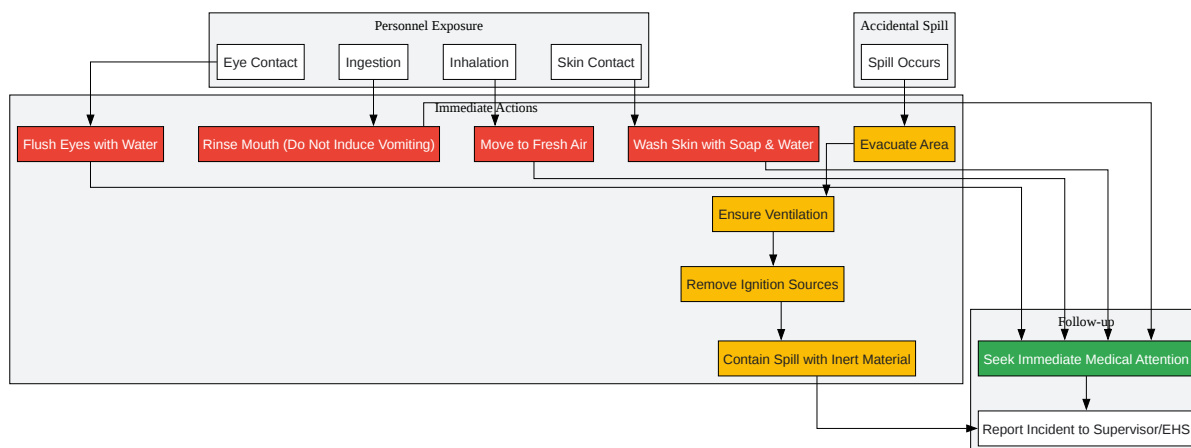 Personnel Exposure
Accidental Spill
Eye Contact
Ingestion
Inhalation
Skin Contact
Spill Occurs
Immediate Actions
Flush Eyes with Water
Rinse Mouth (Do Not Induce Vomiting)
Move to Fresh Air
Wash Skin with Soap & Water
Evacuate Area
Ensure Ventilation
Remove Ignition Sources
Contain Spill with Inert Material
Follow-up
Seek Immediate Medical Attention
Report Incident to Supervisor/EHS